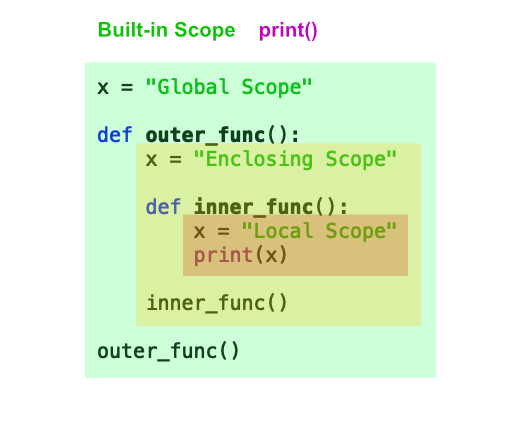 Built-in Scope print()
x = "Global Scope"
def outer_func():
x = "Enclosing Scope"
def inner_func():
x = "Local Scope"
print(x)
inner_func()
outer_func()